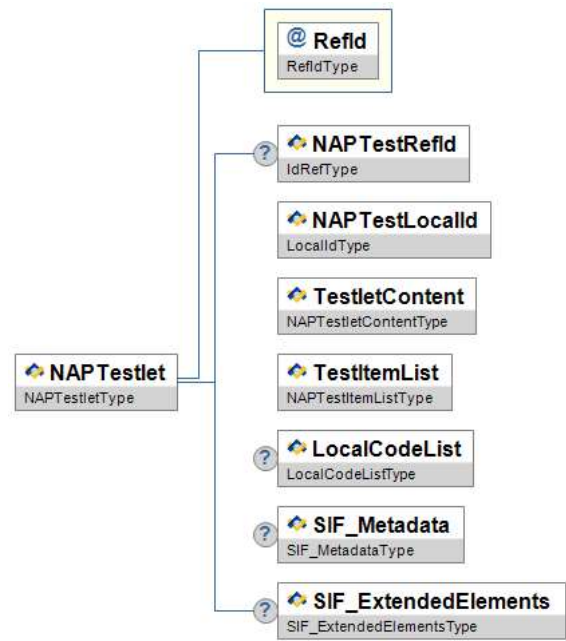 @ RefId
RefIdType
? NAPTestRefId
IdRefType
NAPTestLocalId
LocalIdType
TestletContent
NAPTestletContentType
NAPTestlet
NAPTestletType
TestItemList
NAPTestItemListType
? LocalCodeList
LocalCodeListType
? SIF_Metadata
SIF_MetadataType
? SIF_ExtendedElements
SIF_ExtendedElementsType